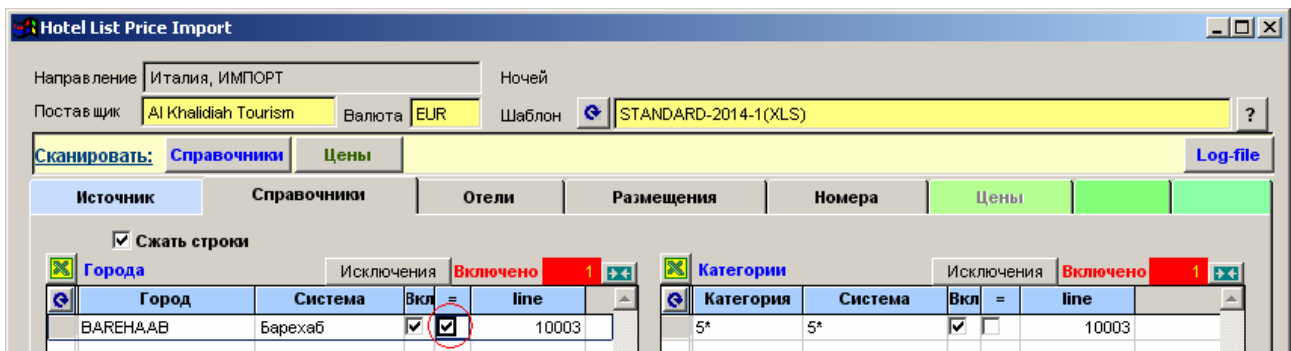 Hotel List Price Import
Направление Италия, ИМПОРТ Ночей
Поставщик Al Khalidiah Tourism Валюта EUR Шаблон STANDARD-2014-1(XLS) ?
Сканировать: Справочники Цены Log-file
Источник Справочники Отели Размещения Номера Цены
Сжать строки
Города Исключения Включено 1 Категории Исключения Включено 1
Город Система Вкл = line Категория Система Вкл = line
BAREHAAB Барехаб 10003 5* 5* 10003